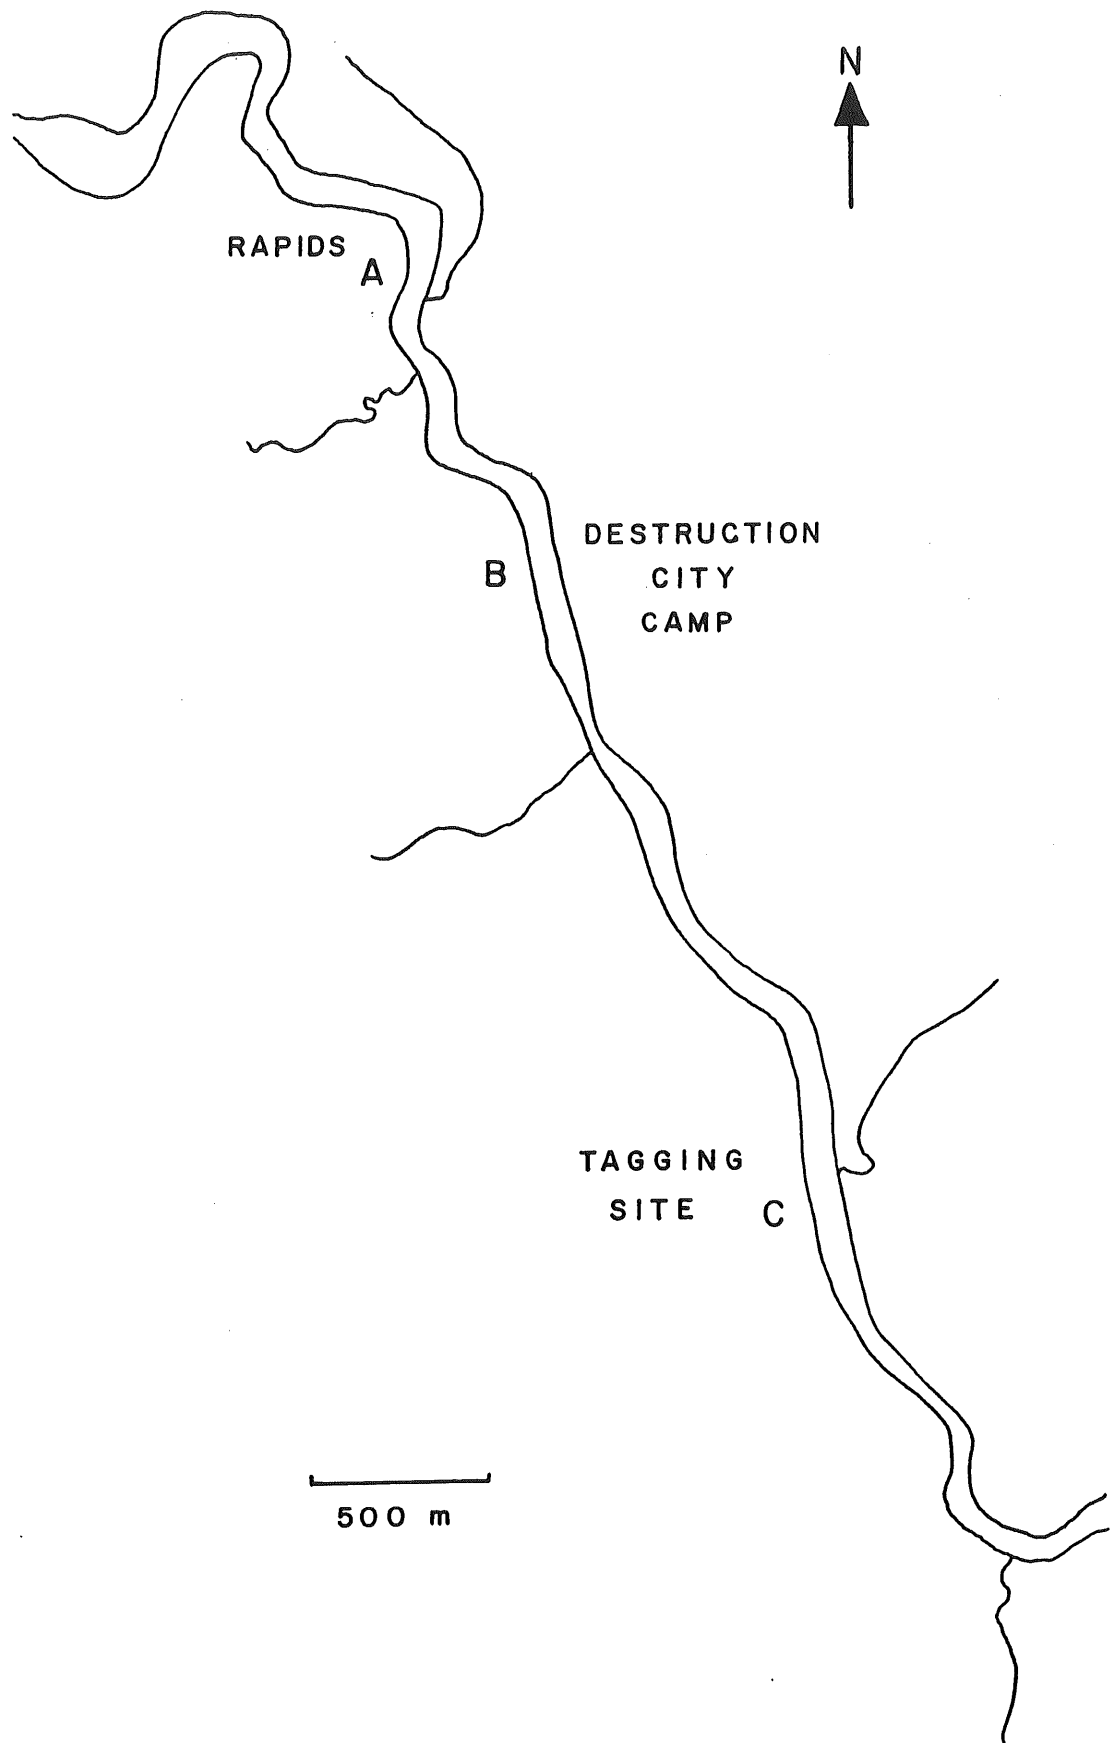 N
RAPIDS
A
DESTRUCTION
B
CITY
CAMP
TAGGING
SITE C
500 m